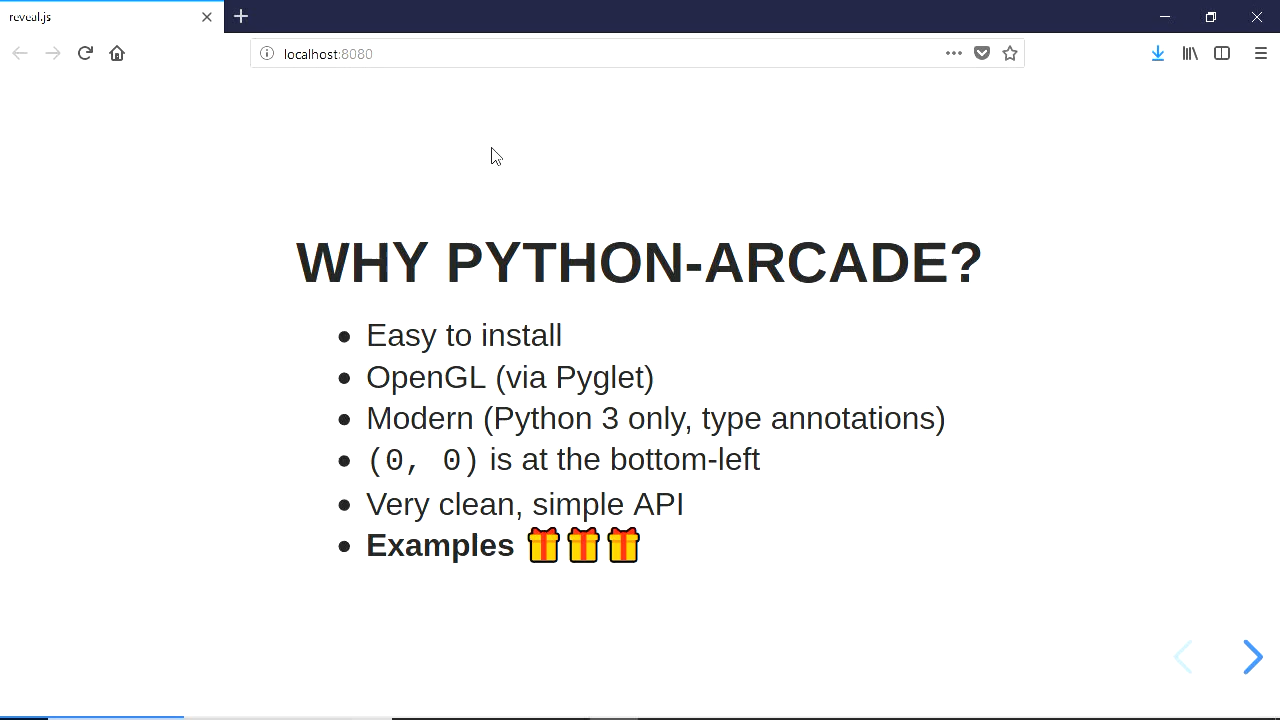 reveal.js
localhost:8080
WHY PYTHON-ARCADE?
Easy to install
OpenGL (via Pyglet)
Modern (Python 3 only, type annotations)
(0, 0) is at the bottom-left
Very clean, simple API
Examples 🎁🎁🎁